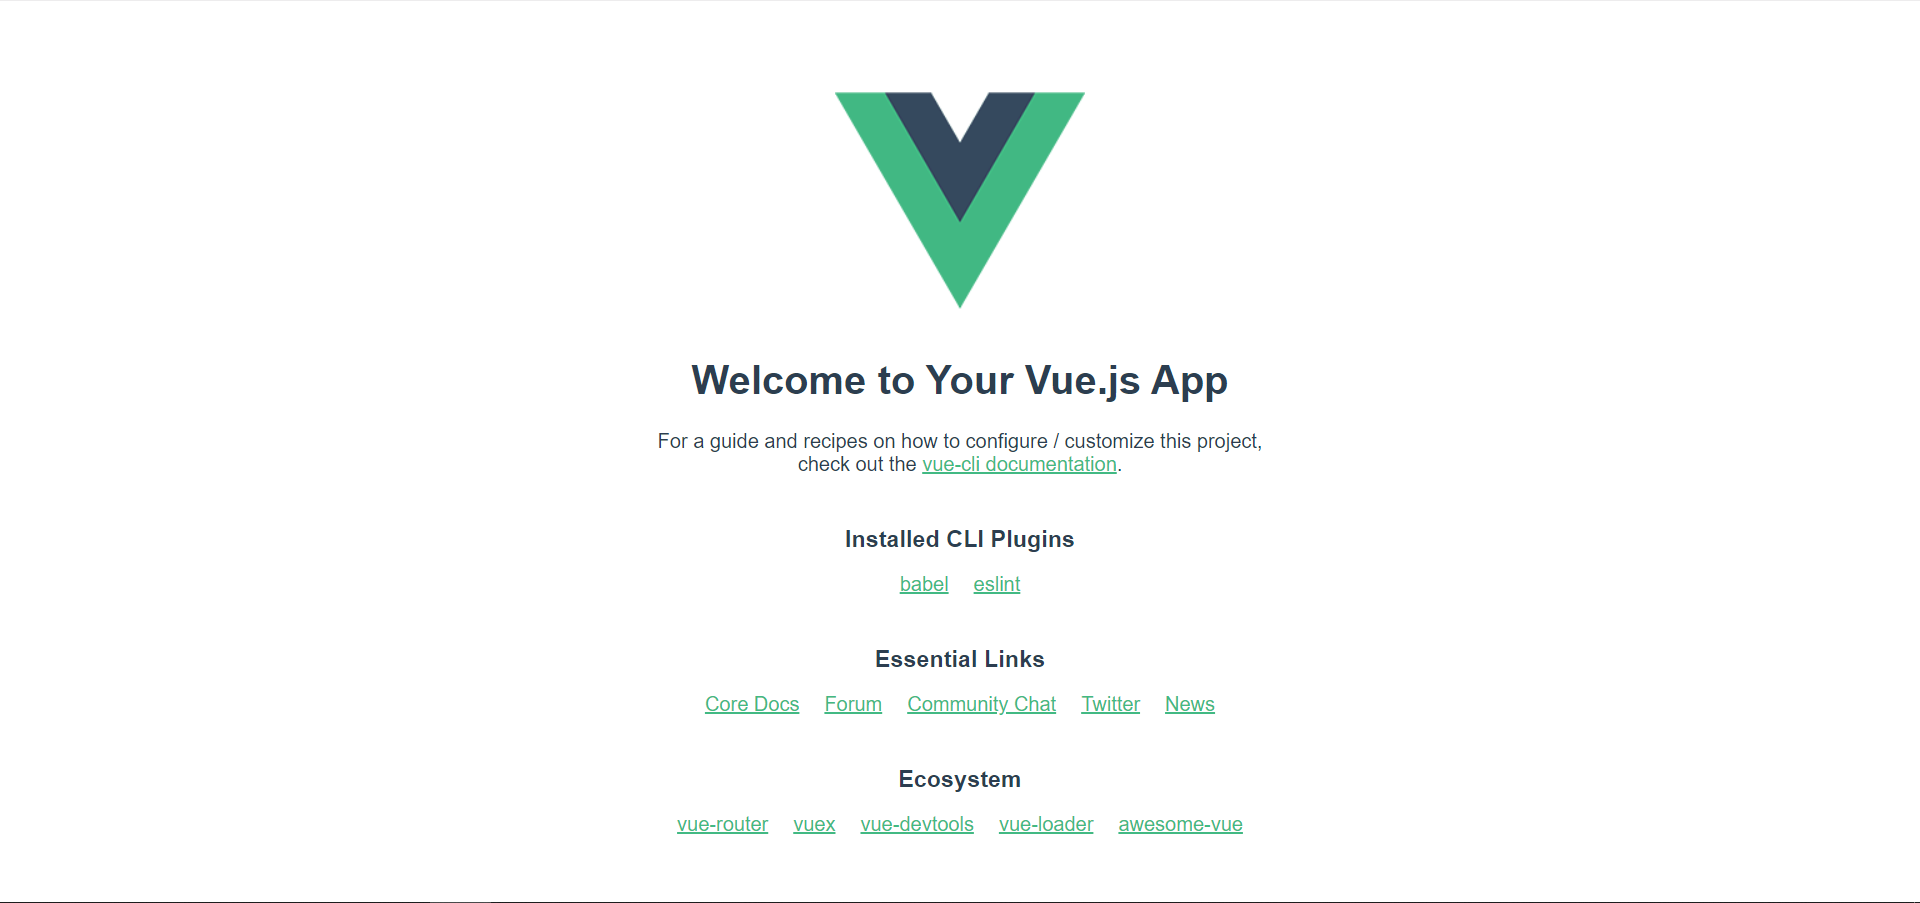 Welcome to Your Vue.js App
For a guide and recipes on how to configure / customize this project,
check out the vue-cli documentation.
Installed CLI Plugins
babel eslint
Essential Links
Core Docs Forum Community Chat Twitter News
Ecosystem
vue-router vuex vue-devtools vue-loader awesome-vue